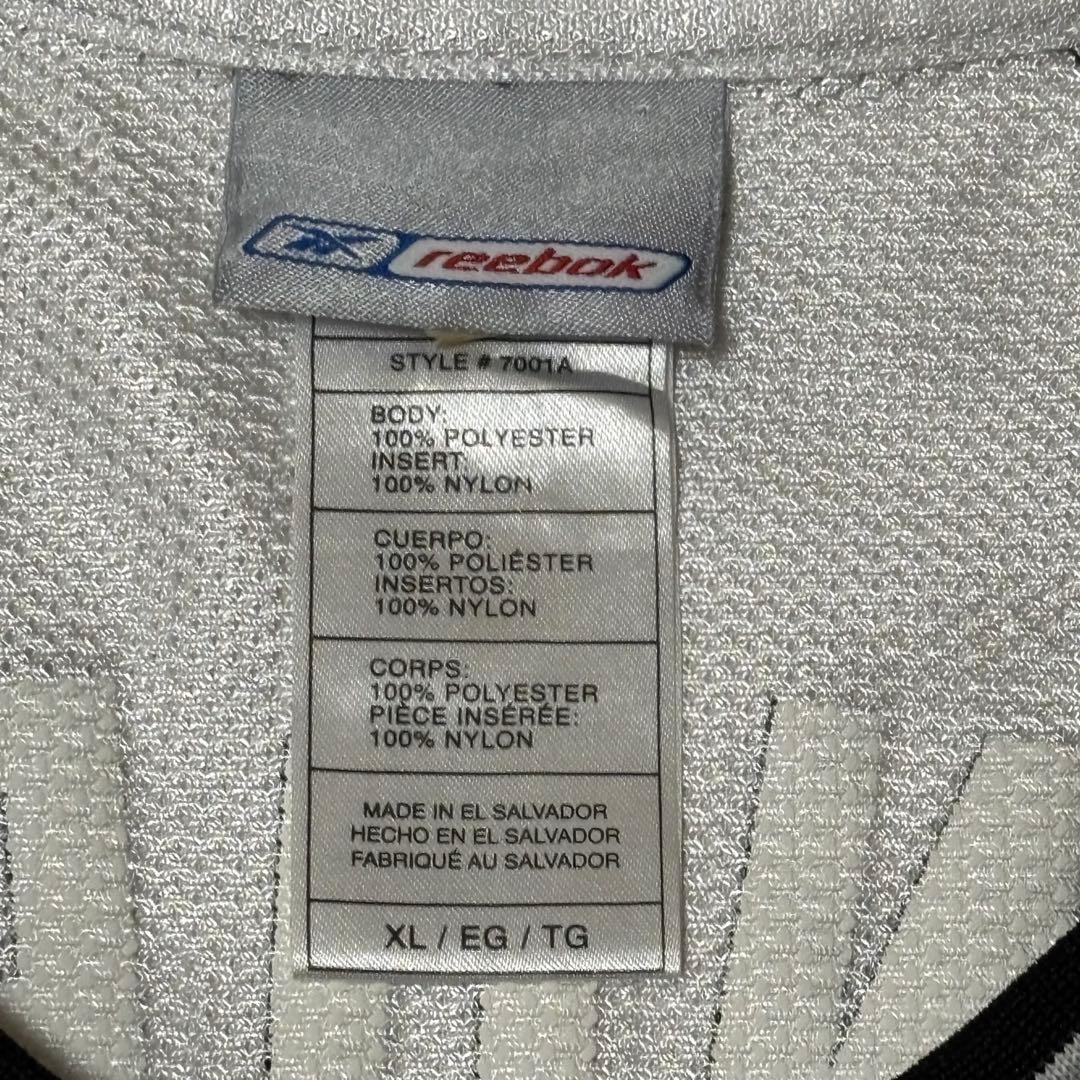 reebok
STYLE # 7001A
BODY:
100% POLYESTER
INSERT:
100% NYLON
CUERPO:
100% POLIÉSTER
INSERTOS:
100% NYLON
CORPS:
100% POLYESTER
PIÈCE INSÉRÉE:
100% NYLON
MADE IN EL SALVADOR
HECHO EN EL SALVADOR
FABRIQUÉ AU SALVADOR
XL / EG / TG